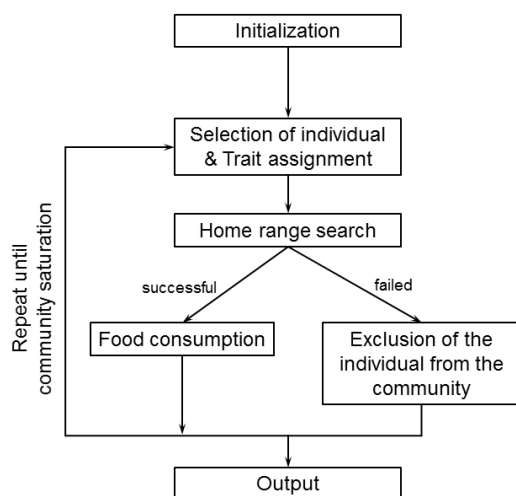 Initialization
Selection of individual
& Trait assignment
Home range search
successful
failed
Food consumption
Exclusion of the
individual from the
community
Repeat until
community saturation
Output